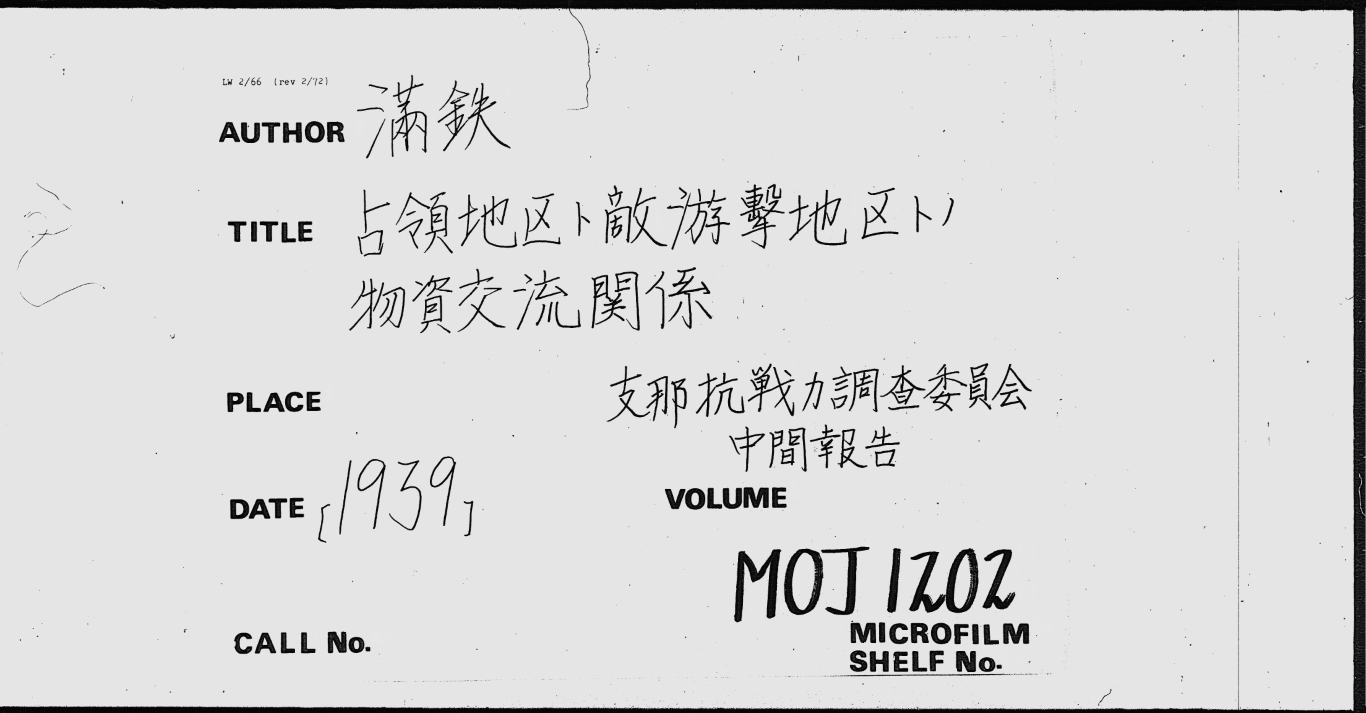 LW 2/66 (rev 2/72)
AUTHOR 満鉄
TITLE 占領地区ト敵游撃地区トノ
物資交流関係
PLACE
支那抗戦力調査委員会
中間報告
DATE [1939]
VOLUME
MOJ 1202
MICROFILM
CALL No.
SHELF No.